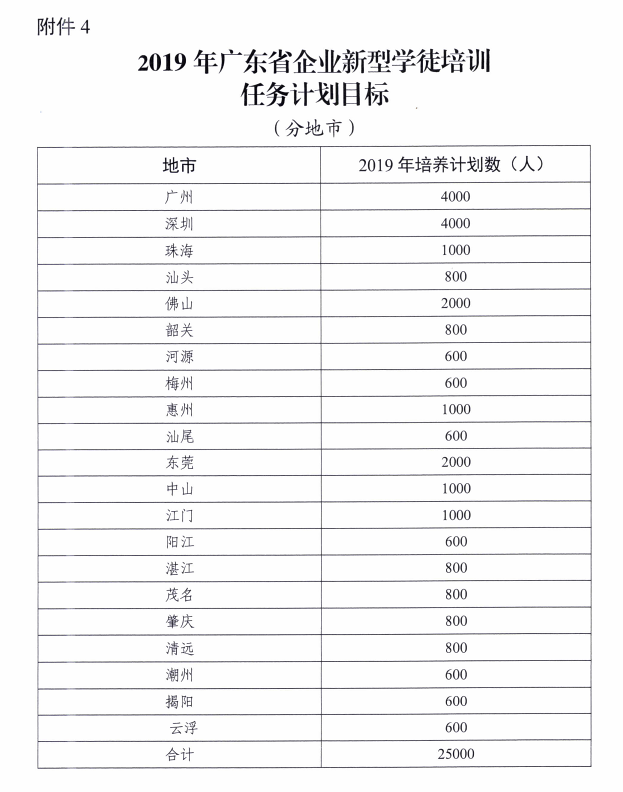 附件 4
2019 年广东省企业新型学徒培训
任务计划目标
（分地市）
地市 2019 年培养计划数（人）
广州 4000
深圳 4000
珠海 1000
汕头 800
佛山 2000
韶关 800
河源 600
梅州 600
惠州 1000
汕尾 600
东莞 2000
中山 1000
江门 1000
阳江 600
湛江 800
茂名 800
肇庆 800
清远 800
潮州 600
揭阳 600
云浮 600
合计 25000